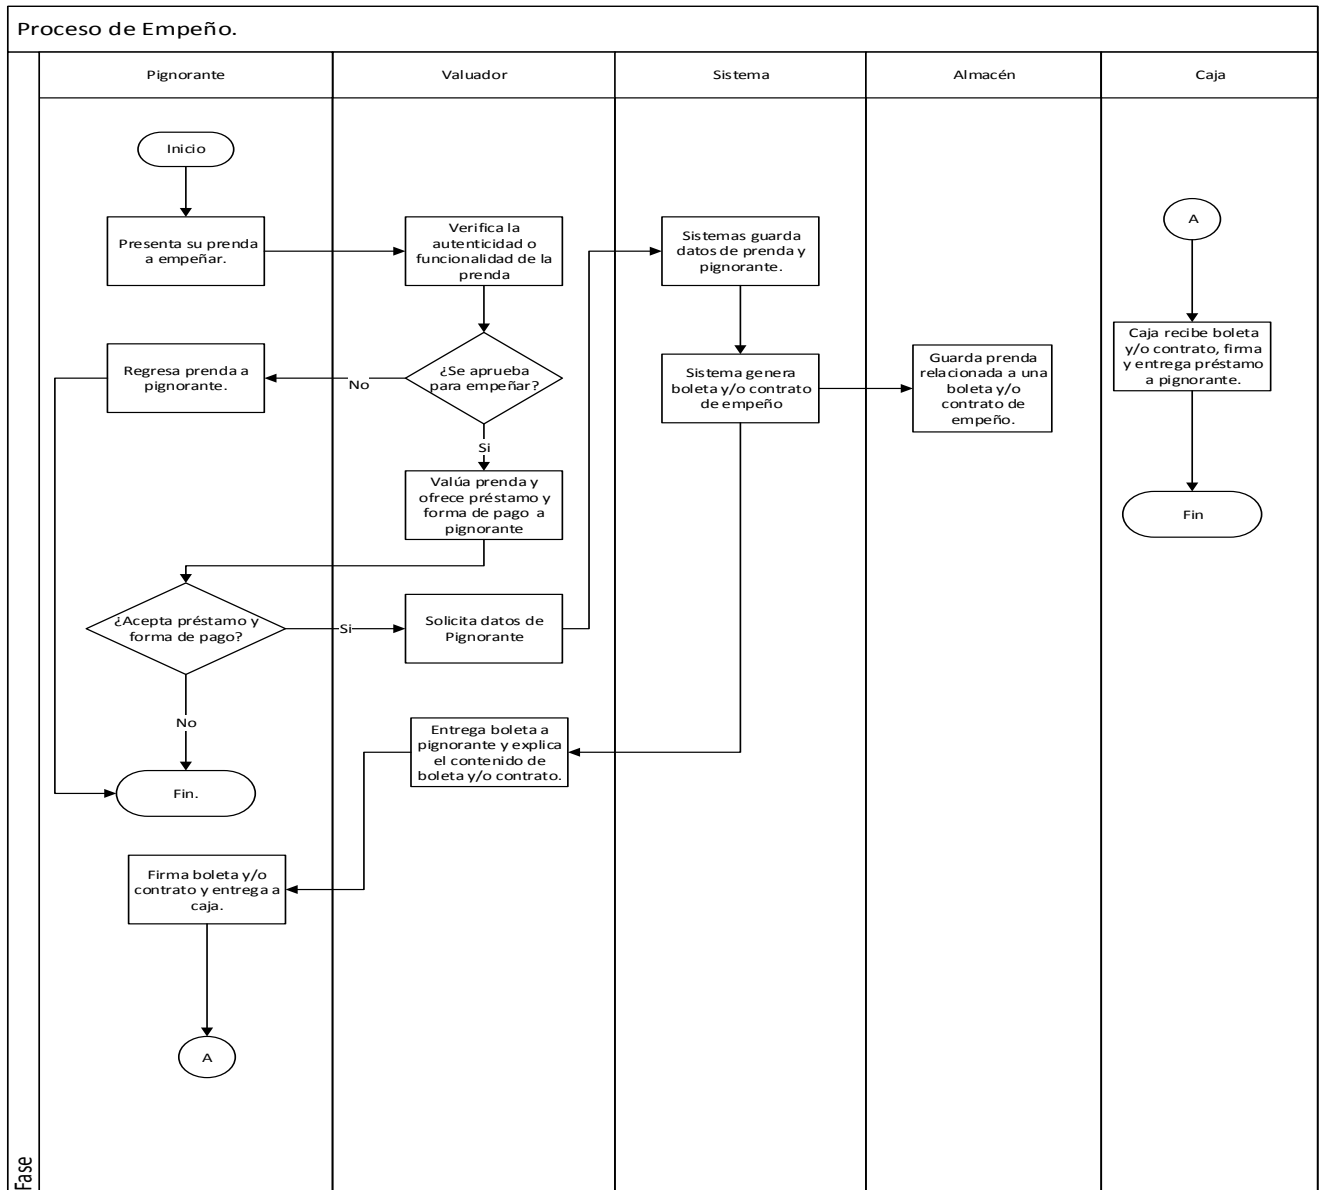 Proceso de Empeño.
Pignorante
Valuador
Sistema
Almacén
Caja
Inicio
Presenta su prenda
a empeñar.
Verifica la
autenticidad o
funcionalidad de la
prenda
Sistemas guarda
datos de prenda y
pignorante.
A
Regresa prenda a
pignorante.
No
¿Se aprueba
para empeñar?
Sistema genera
boleta y/o contrato
de empeño
Guarda prenda
relacionada a una
boleta y/o
contrato de
empeño.
Caja recibe boleta
y/o contrato, firma
y entrega préstamo
a pignorante.
Si
Valúa prenda y
ofrece préstamo y
forma de pago a
pignorante
Fin
¿Acepta préstamo y
forma de pago?
Si
Solicita datos de
Pignorante
No
Entrega boleta a
pignorante y explica
el contenido de
boleta y/o contrato.
Fin.
Firma boleta y/o
contrato y entrega a
caja.
A
Fase